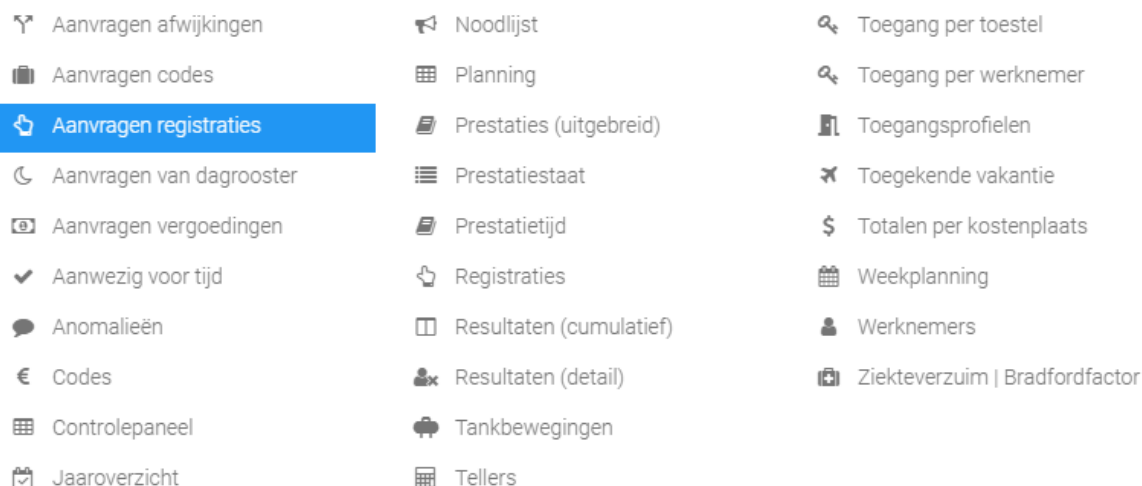 Aanvragen afwijkingen
Aanvragen codes
Aanvragen registraties
Aanvragen van dagrooster
Aanvragen vergoedingen
Aanwezig voor tijd
Anomalieën
Codes
Controlepaneel
Jaaroverzicht
Noodlijst
Planning
Prestaties (uitgebreid)
Prestatiestaat
Prestatietijd
Registraties
Resultaten (cumulatief)
Resultaten (detail)
Tankbewegingen
Tellers
Toegang per toestel
Toegang per werknemer
Toegangsprofielen
Toegekende vakantie
Totalen per kostenplaats
Weekplanning
Werknemers
Ziekteverzuim | Bradfordfactor